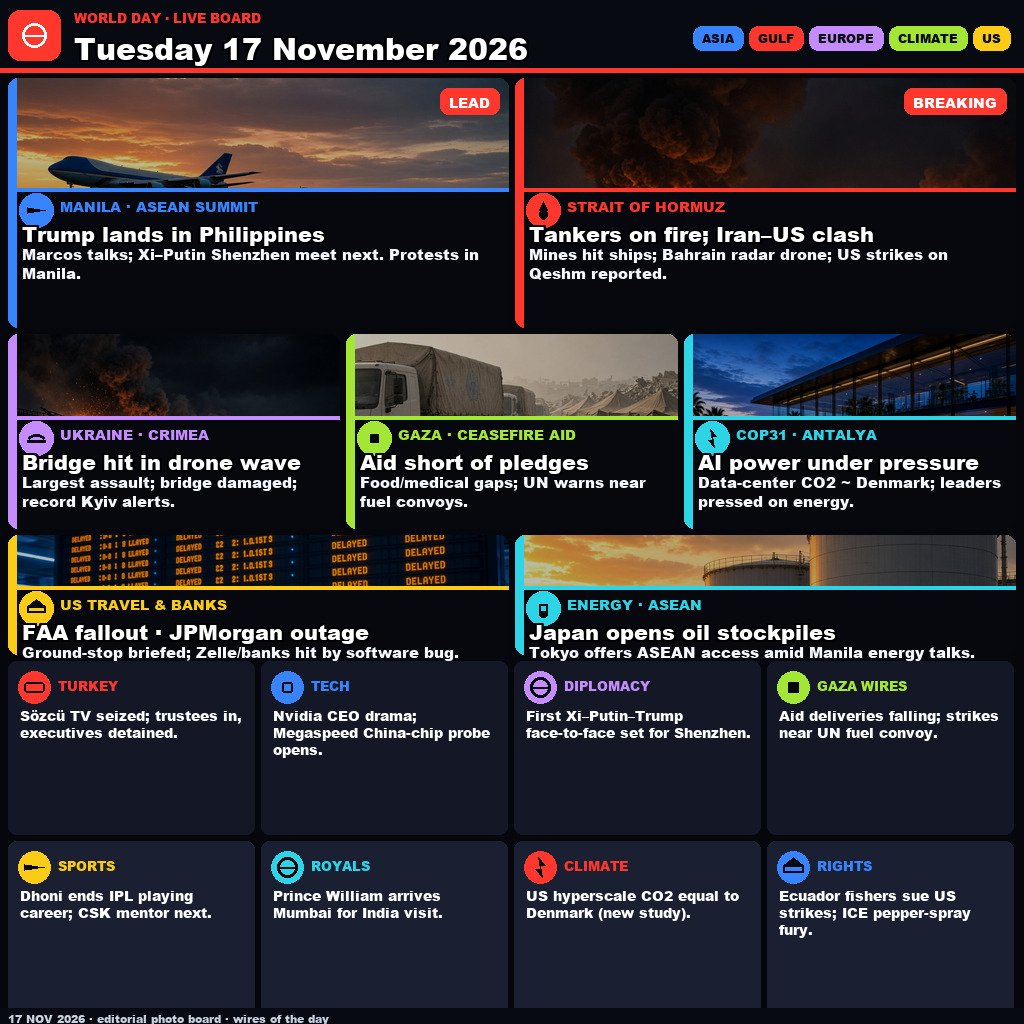 WORLD DAY · LIVE BOARD
Tuesday 17 November 2026
ASIA
GULF
EUROPE
CLIMATE
US
LEAD
MANILA · ASEAN SUMMIT
Trump lands in Philippines
Marcos talks; Xi–Putin Shenzhen meet next. Protests in
Manila.
BREAKING
STRAIT OF HORMUZ
Tankers on fire; Iran–US clash
Mines hit ships; Bahrain radar drone; US strikes on
Qeshm reported.
UKRAINE · CRIMEA
Bridge hit in drone wave
Largest assault; bridge damaged;
record Kyiv alerts.
GAZA · CEASEFIRE AID
Aid short of pledges
Food/medical gaps; UN warns near
fuel convoys.
COP31 · ANTALYA
AI power under pressure
Data-center CO2 ~ Denmark; leaders
pressed on energy.
DELAYED DELAYED DELAYED DELAYED
DELAYED DELAYED DELAYED
DELAYED DELAYED DELAYED DELAYED
DELAYED DELAYED DELAYED DELAYED
US TRAVEL & BANKS
FAA fallout · JPMorgan outage
Ground-stop briefed; Zelle/banks hit by software bug.
ENERGY · ASEAN
Japan opens oil stockpiles
Tokyo offers ASEAN access amid Manila energy talks.
TURKEY
Sözcü TV seized; trustees in,
executives detained.
TECH
Nvidia CEO drama;
Megaspeed China-chip probe
opens.
DIPLOMACY
First Xi–Putin–Trump
face-to-face set for Shenzhen.
GAZA WIRES
Aid deliveries falling; strikes
near UN fuel convoy.
SPORTS
Dhoni ends IPL playing
career; CSK mentor next.
ROYALS
Prince William arrives
Mumbai for India visit.
CLIMATE
US hyperscale CO2 equal to
Denmark (new study).
RIGHTS
Ecuador fishers sue US
strikes; ICE pepper-spray
fury.
17 NOV 2026 · editorial photo board · wires of the day